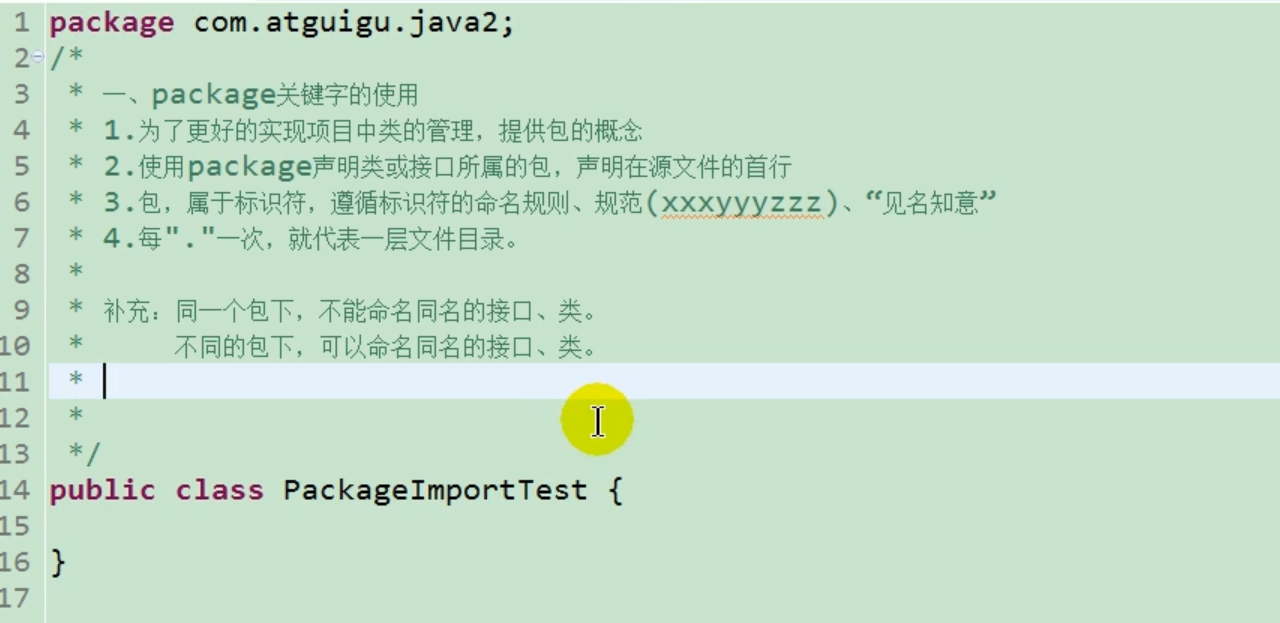 1 package com.atguigu.java2;
2 /*
3 * 一、package关键字的使用
4 * 1.为了更好的实现项目中类的管理，提供包的概念
5 * 2.使用package声明类或接口所属的包，声明在源文件的首行
6 * 3.包，属于标识符，遵循标识符的命名规则、规范(xxxyyyzzz)、“见名知意”
7 * 4.每"."一次，就代表一层文件目录。
8 *
9 * 补充：同一个包下，不能命名同名的接口、类。
10 * 不同的包下，可以命名同名的接口、类。
11 *
12 *
13 */
14 public class PackageImportTest {
15
16 }
17